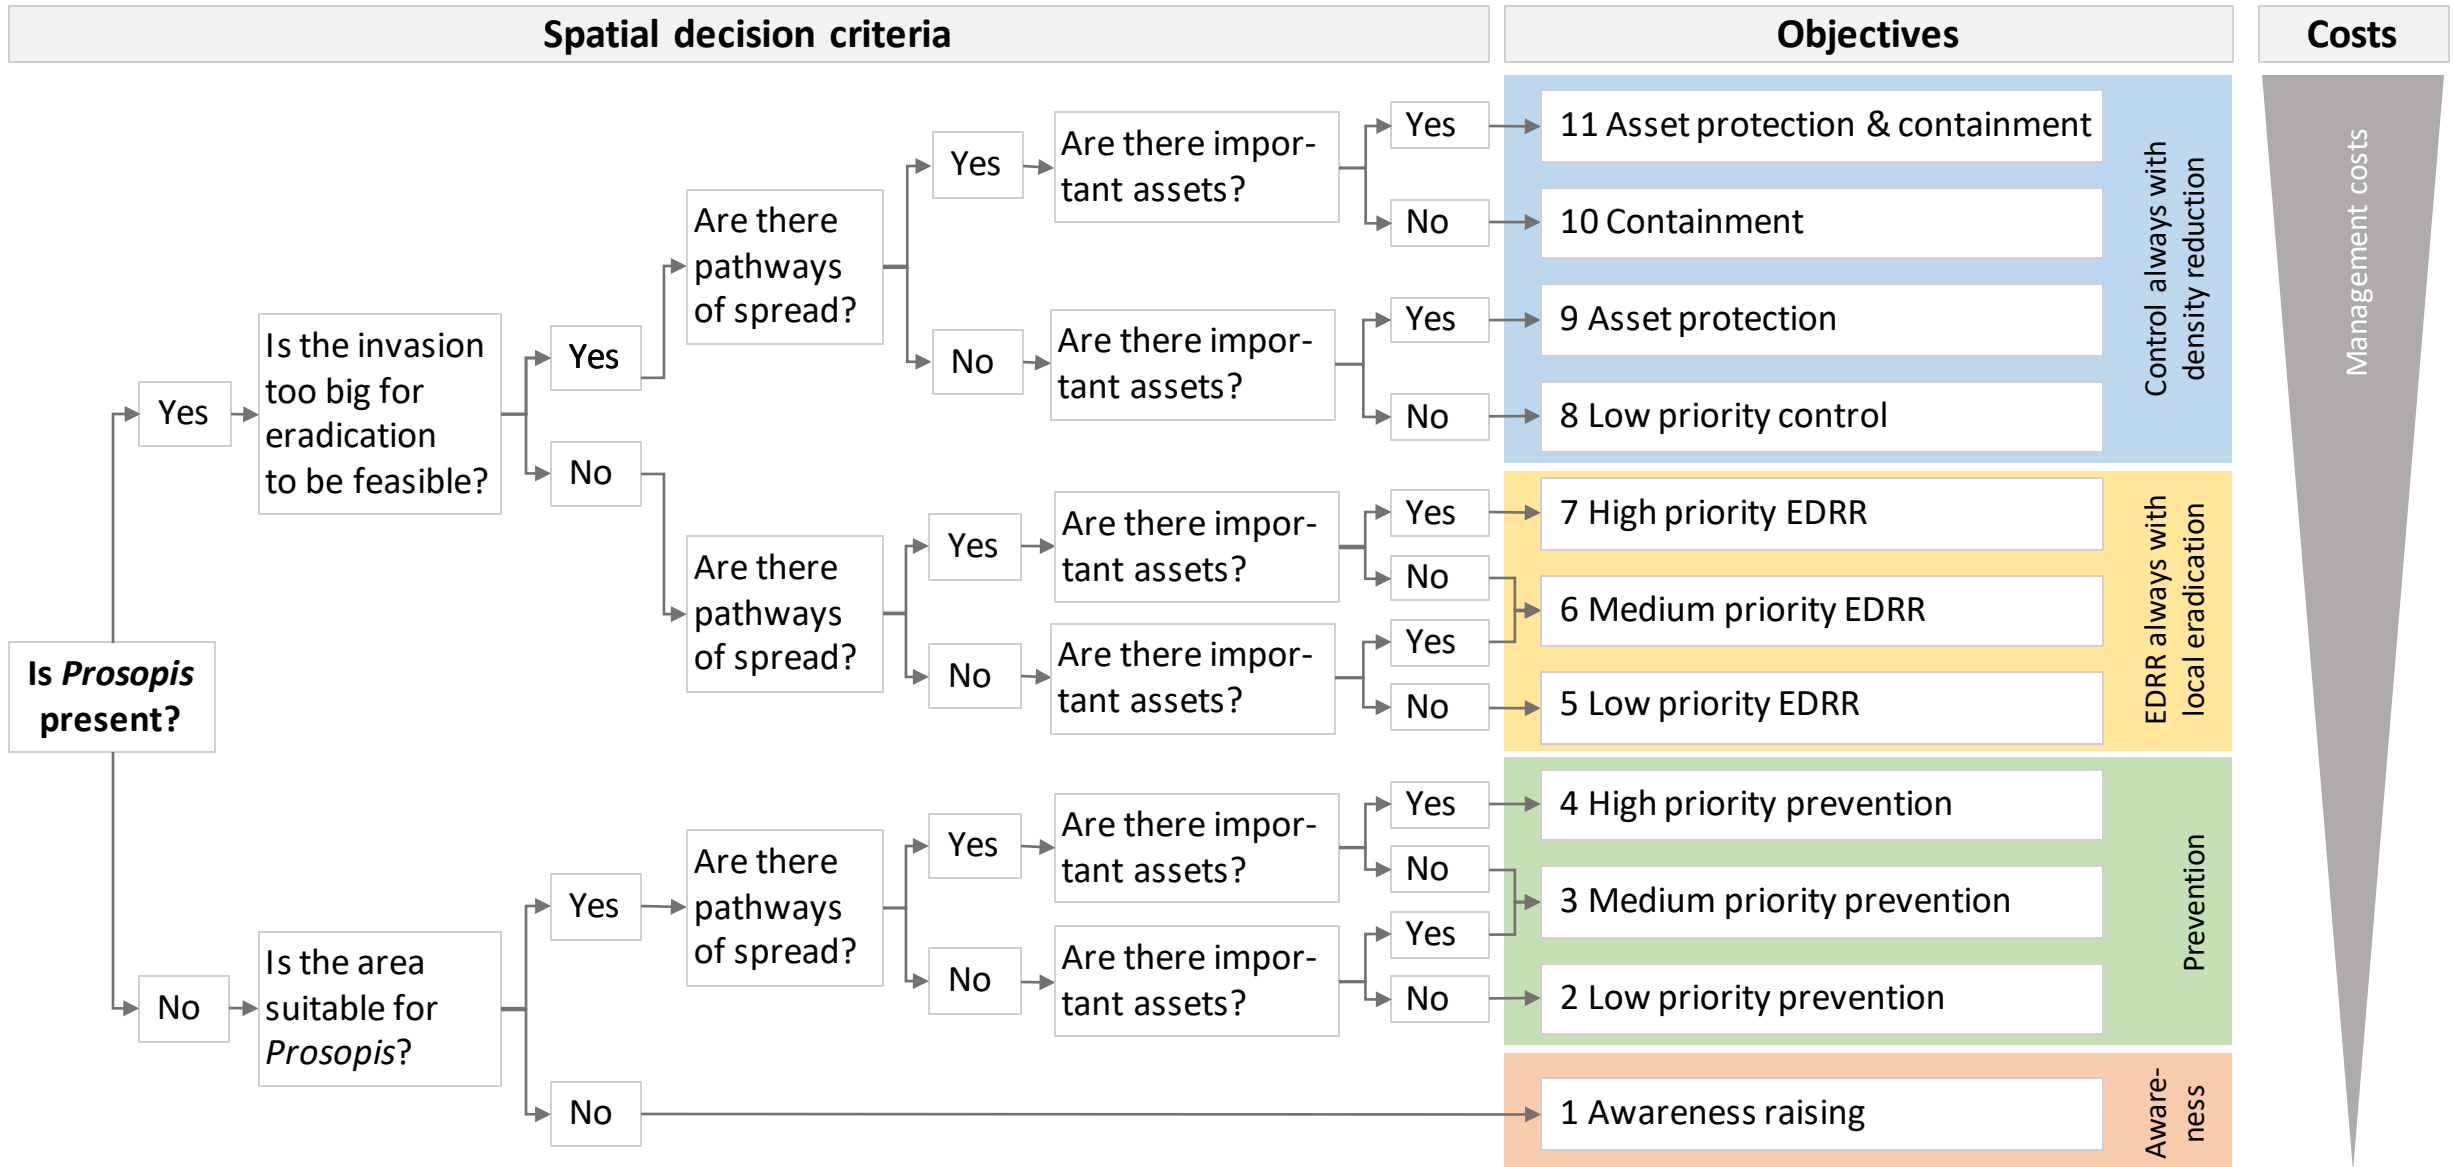 Spatial decision criteria
Objectives
Costs
Is Prosopis
present?
Yes
No
Is the invasion
too big for
eradication
to be feasible?
Yes
No
Is the area
suitable for
Prosopis?
Yes
No
Are there
pathways
of spread?
Yes
No
Are there
pathways
of spread?
Yes
No
Are there
pathways
of spread?
Yes
No
Are there impor-
tant assets?
Yes
No
Are there impor-
tant assets?
Yes
No
Are there impor-
tant assets?
Yes
No
Are there impor-
tant assets?
Yes
No
Are there impor-
tant assets?
Yes
No
Are there impor-
tant assets?
Yes
No
11 Asset protection & containment
10 Containment
9 Asset protection
8 Low priority control
Control always with
density reduction
7 High priority EDRR
6 Medium priority EDRR
5 Low priority EDRR
EDRR always with
local eradication
4 High priority prevention
3 Medium priority prevention
2 Low priority prevention
Prevention
1 Awareness raising
Aware-
ness
Management costs